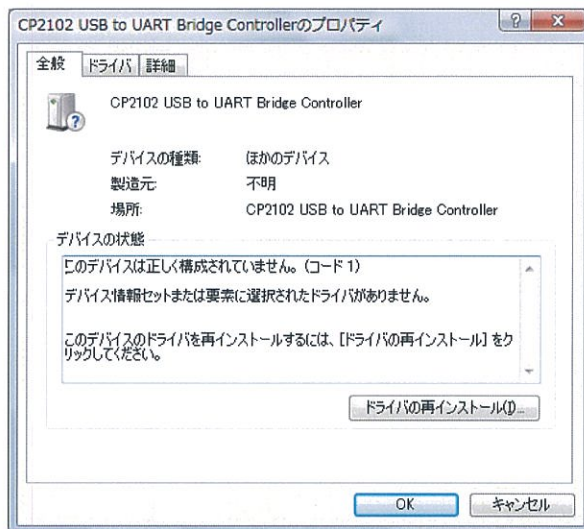 CP2102 USB to UART Bridge Controllerのプロパティ
全般
ドライバ
詳細
CP2102 USB to UART Bridge Controller
デバイスの種類: ほかのデバイス
製造元: 不明
場所: CP2102 USB to UART Bridge Controller
デバイスの状態
このデバイスは正しく構成されていません。(コード 1)
デバイス情報セットまたは要素に選択されたドライバがありません。
このデバイスのドライバを再インストールするには、[ドライバの再インストール] をク
リックしてください。
ドライバの再インストール(I)...
OK
キャンセル